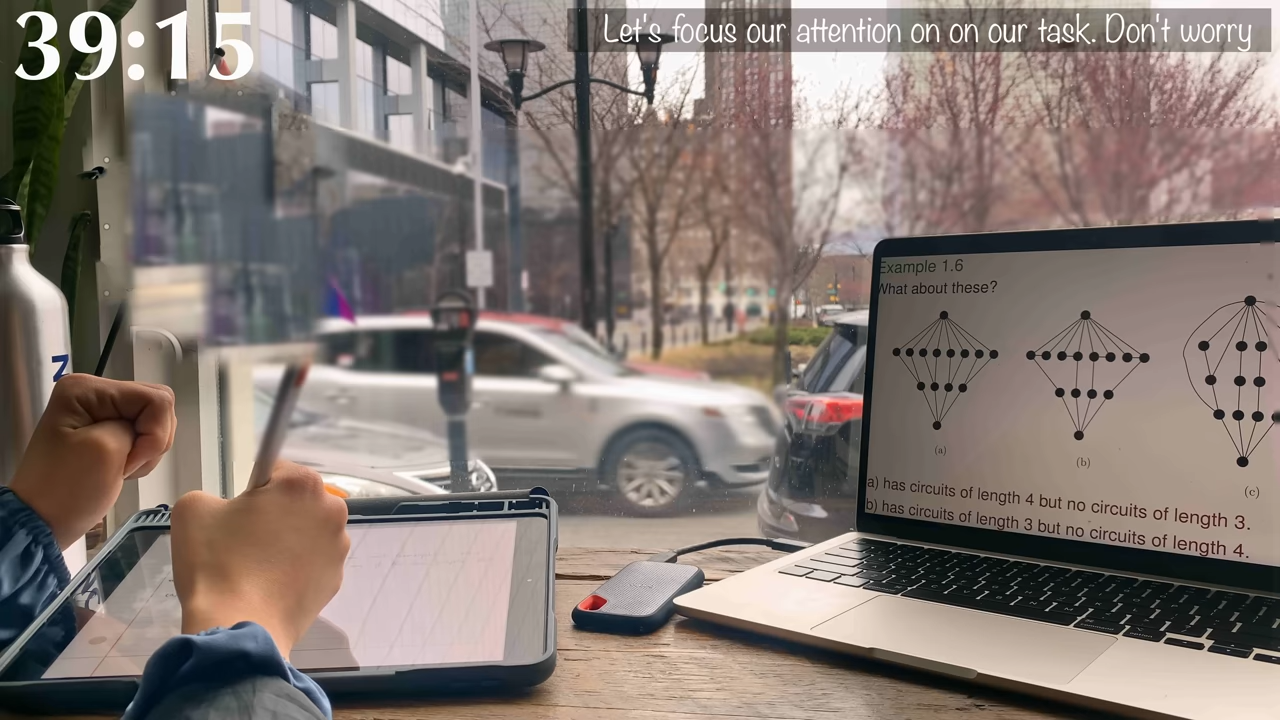 39:15
Let's focus our attention on on our task. Don't worry
Z
Example 1.6
What about these?
(a)
(b)
(c)
a) has circuits of length 4 but no circuits of length 3.
b) has circuits of length 3 but no circuits of length 4.